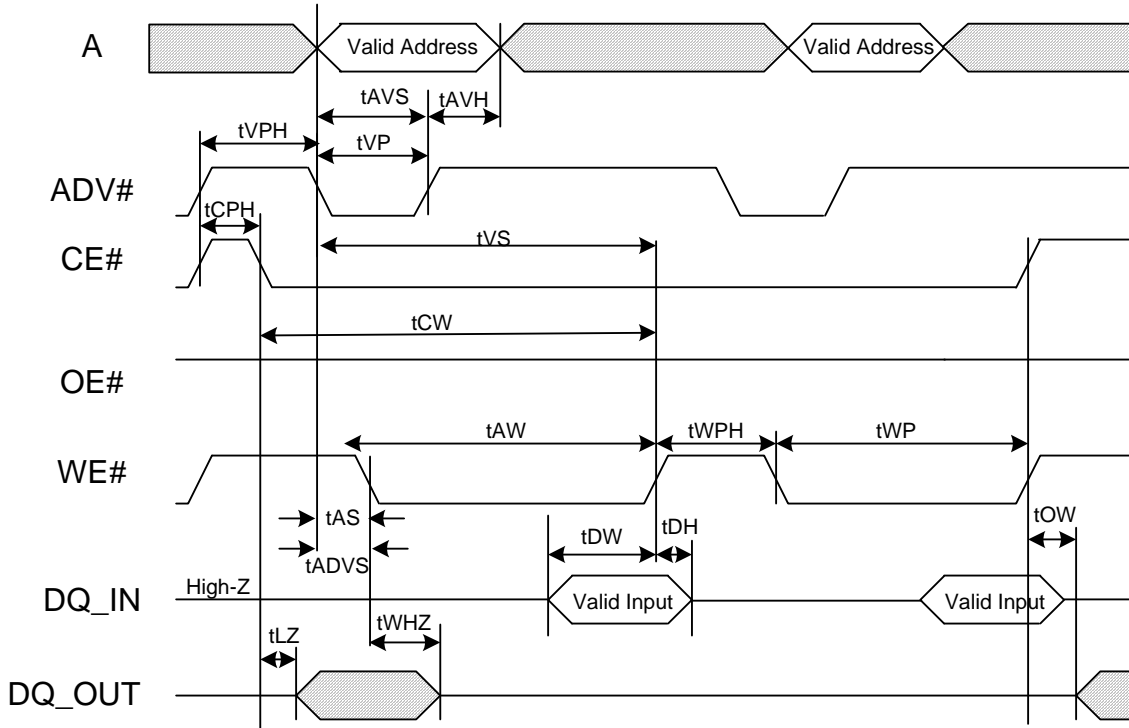 A
Valid Address
Valid Address
tAVS
tAVH
tVPH
tVP
ADV#
tCPH
tVS
CE#
tCW
OE#
tAW
tWPH
tWP
WE#
tAS
tDW
tDH
tOW
tADVS
High-Z
DQ_IN
Valid Input
Valid Input
tLZ
tWHZ
DQ_OUT